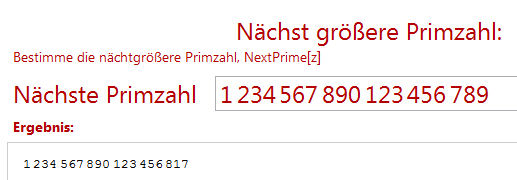 Nächst größere Primzahl:
Bestimme die nächtgrößere Primzahl, NextPrime[z]
Nächste Primzahl 1 234 567 890 123 456 789
Ergebnis:
1 234 567 890 123 456 817